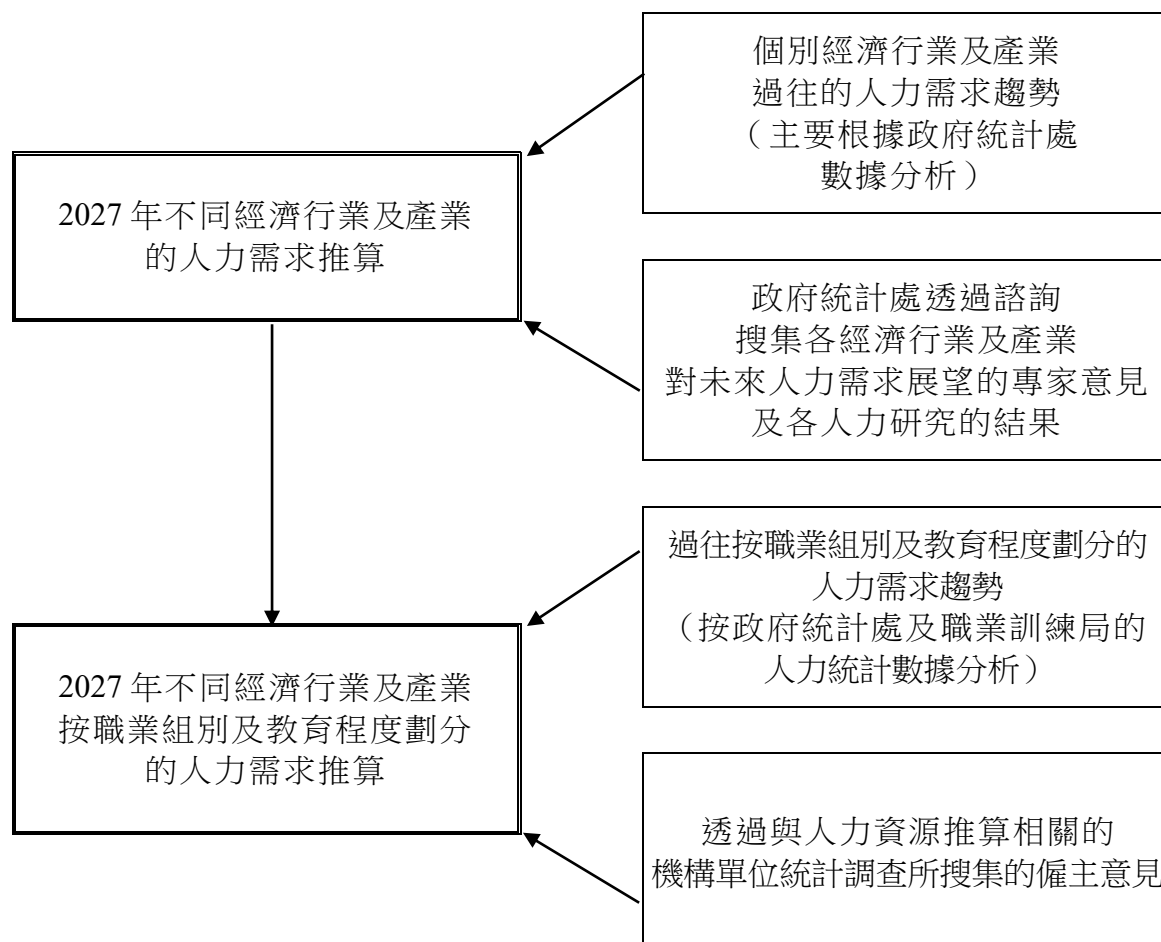 個別經濟行業及產業
過往的人力需求趨勢
（主要根據政府統計處
數據分析）
2027 年不同經濟行業及產業
的人力需求推算
政府統計處透過諮詢
搜集各經濟行業及產業
對未來人力需求展望的專家意見
及各人力研究的結果
過往按職業組別及教育程度劃分的
人力需求趨勢
（按政府統計處及職業訓練局的
人力統計數據分析）
2027 年不同經濟行業及產業
按職業組別及教育程度劃分
的人力需求推算
透過與人力資源推算相關的
機構單位統計調查所搜集的僱主意見